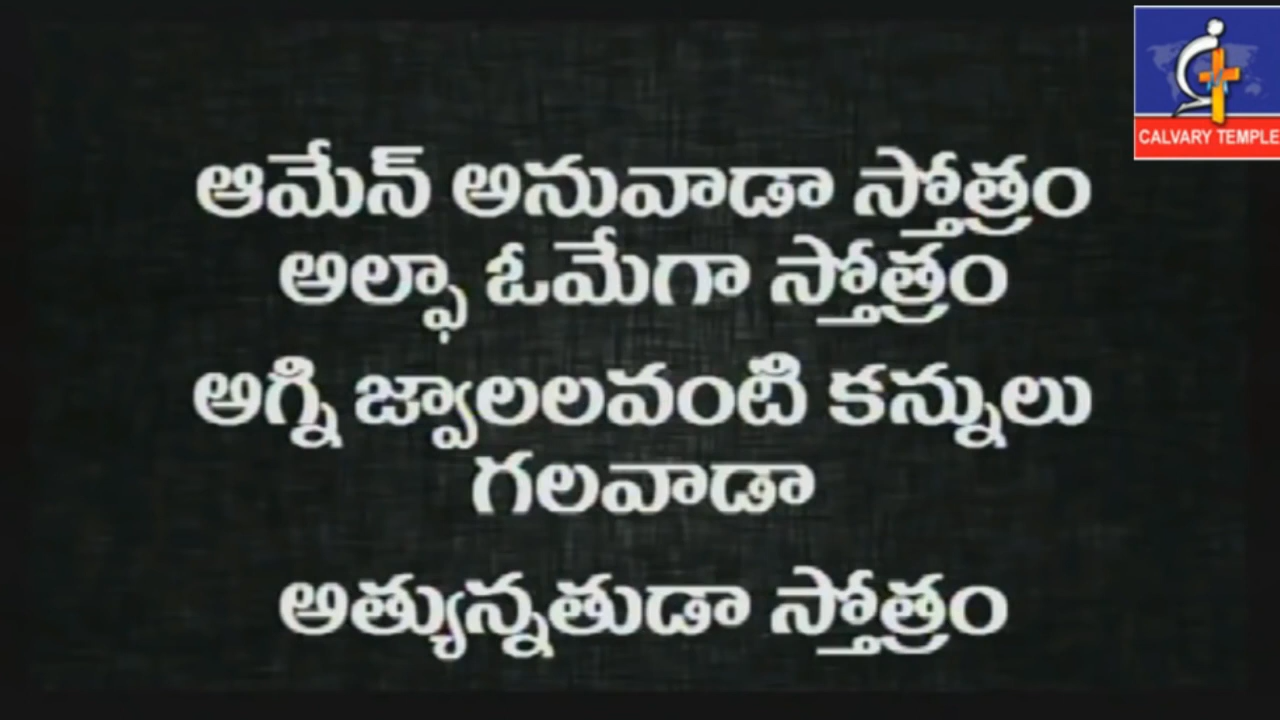 CALVARY TEMPLE
ఆమేన్ అనువాడా స్తోత్రం
అల్ఫా ఓమేగా స్తోత్రం
అగ్ని జ్వాలలవంటి కన్నులు
గలవాడా
అత్యున్నతుడా స్తోత్రం